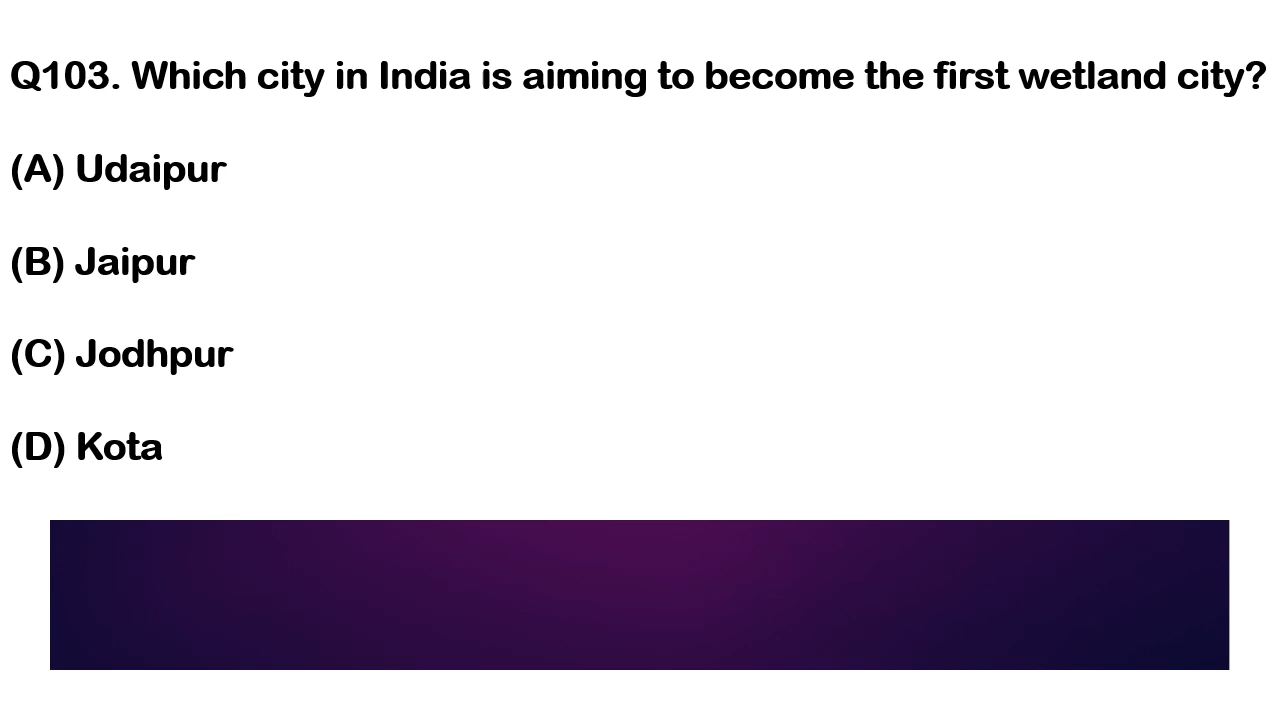 Q103. Which city in India is aiming to become the first wetland city?
(A) Udaipur
(B) Jaipur
(C) Jodhpur
(D) Kota